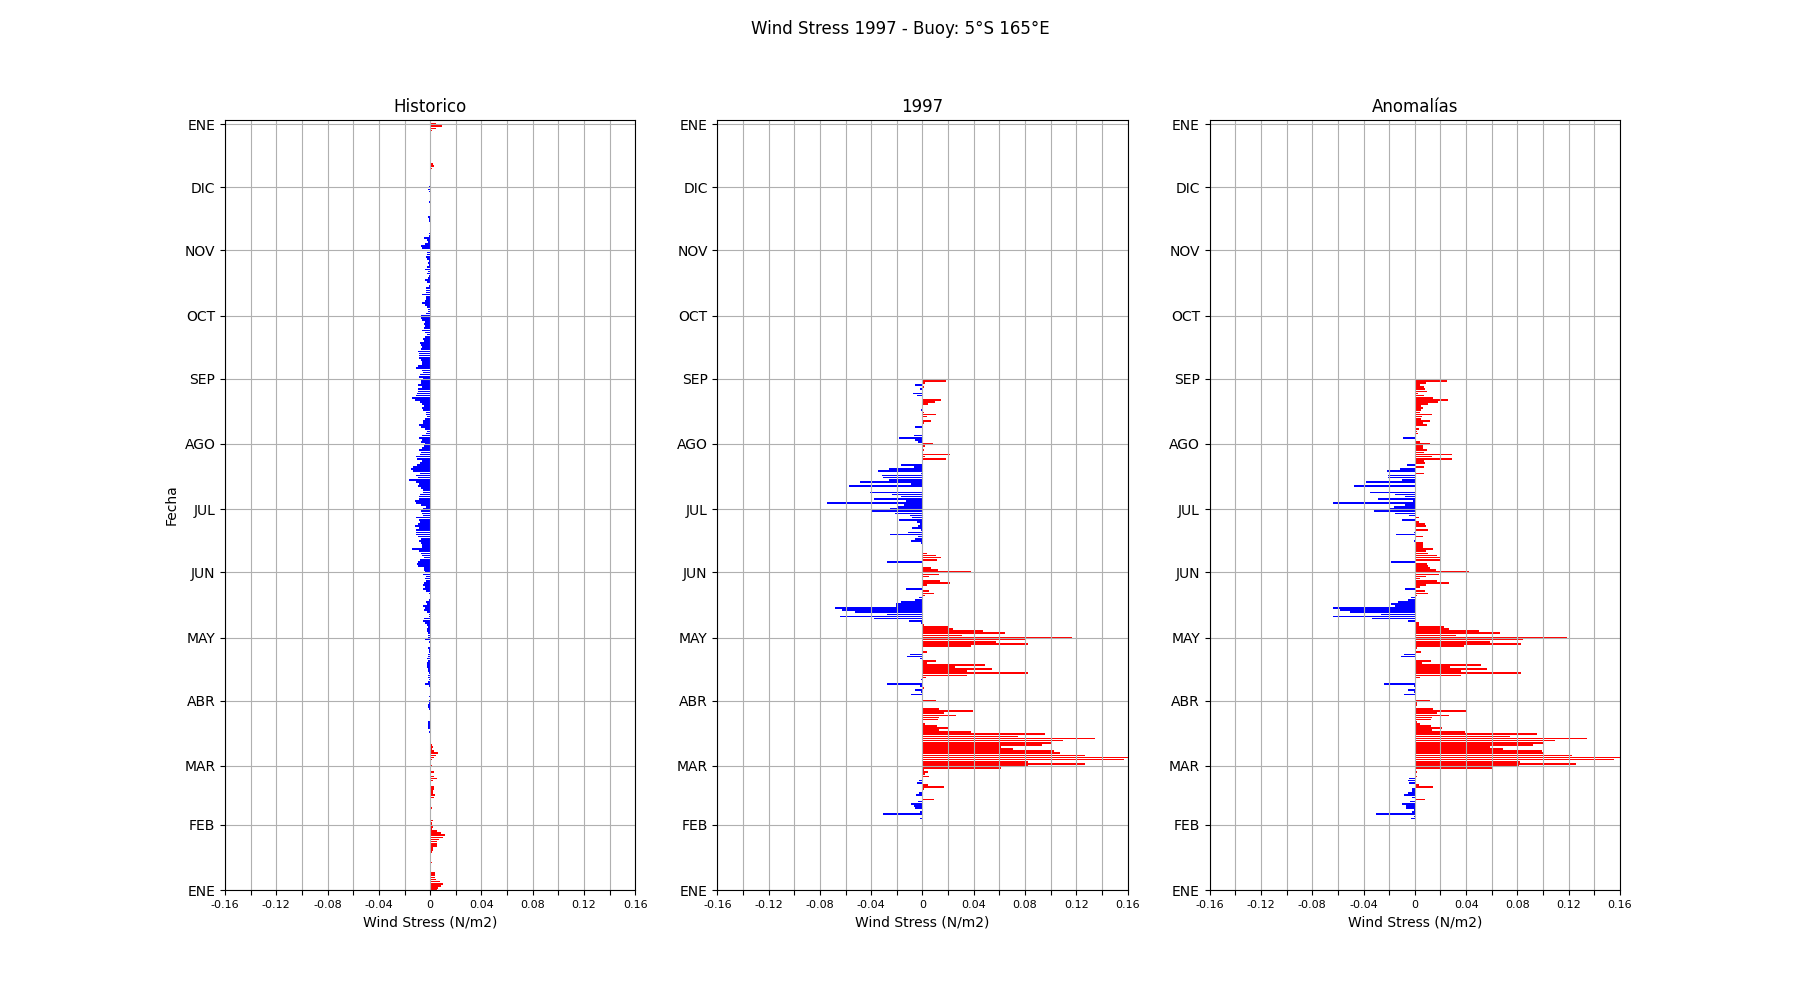 Wind Stress 1997 - Buoy: 5°S 165°E
Historico
1997
Anomalías
Fecha
ENE
DIC
NOV
OCT
SEP
AGO
JUL
JUN
MAY
ABR
MAR
FEB
ENE
-0.16 -0.12 -0.08 -0.04 0 0.04 0.08 0.12 0.16
Wind Stress (N/m2)
ENE
DIC
NOV
OCT
SEP
AGO
JUL
JUN
MAY
ABR
MAR
FEB
ENE
-0.16 -0.12 -0.08 -0.04 0 0.04 0.08 0.12 0.16
Wind Stress (N/m2)
ENE
DIC
NOV
OCT
SEP
AGO
JUL
JUN
MAY
ABR
MAR
FEB
ENE
-0.16 -0.12 -0.08 -0.04 0 0.04 0.08 0.12 0.16
Wind Stress (N/m2)